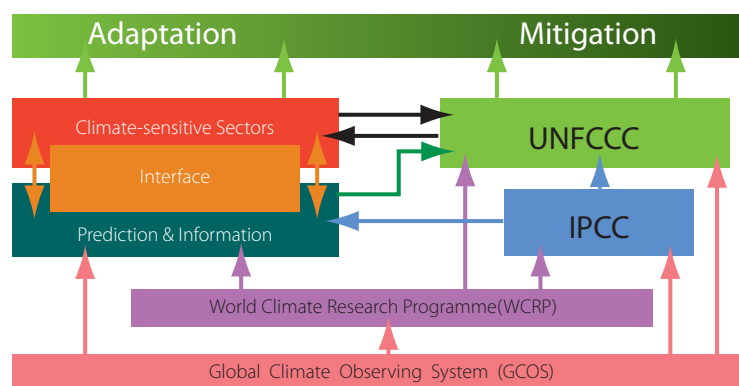 Adaptation
Mitigation
Climate-sensitive Sectors
UNFCCC
Interface
Prediction & Information
IPCC
World Climate Research Programme(WCRP)
Global Climate Observing System (GCOS)